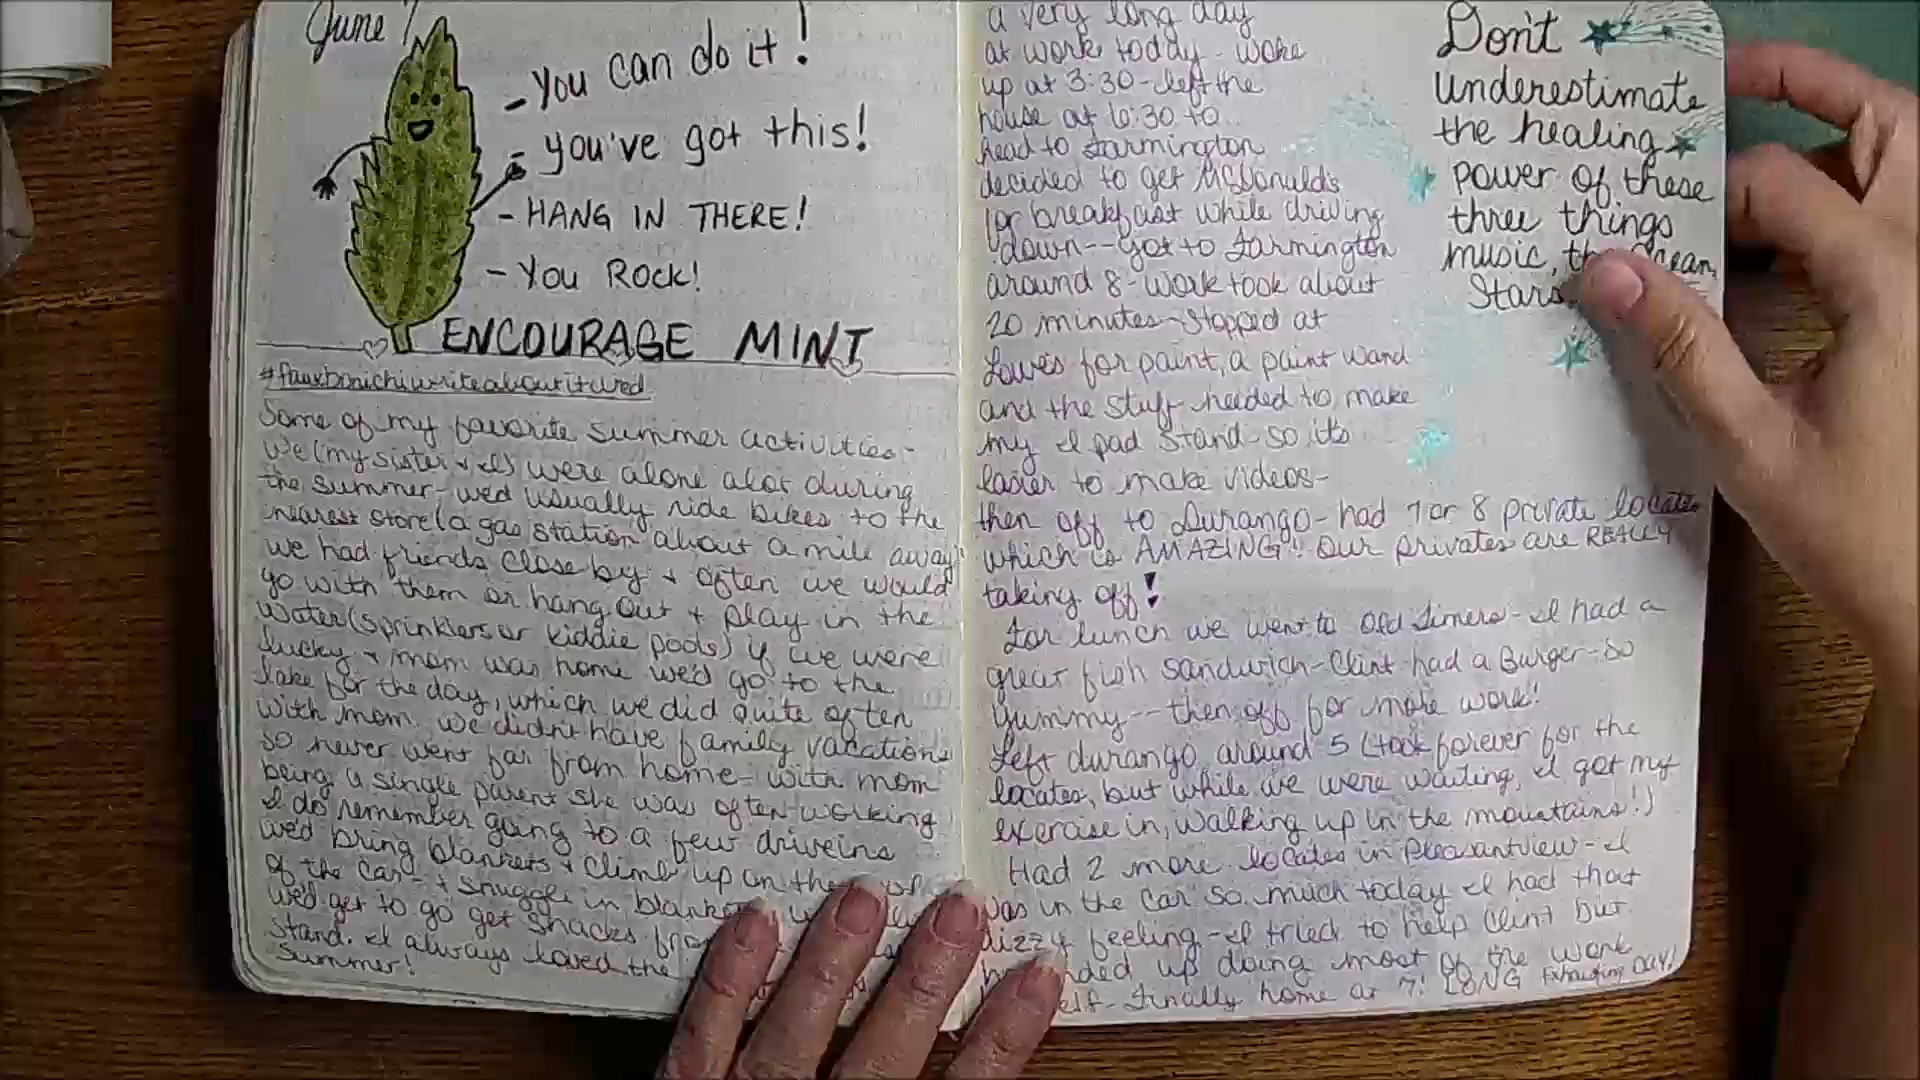 June 7
- You can do it!
- you've got this!
- HANG IN THERE!
- You Rock!
ENCOURAGE MINT
#fauxbonichiwriteaboutitwed
Some of my favorite summer activities-
We (my sister & I) were alone alot during
the summer- we'd usually ride bikes to the
nearest store (a gas station about a mile away)
we had friends close by & often we would
go with them or hang out & play in the
water (sprinklers or kiddie pools) if we were
lucky & mom was home we'd go to the
lake for the day, which we did quite often
with mom. we didn't have family vacations
so never went far from home- with mom
being a single parent she was often working
I do remember going to a few driveins
we'd bring blankets & climb up on the
of the car- & snuggle in
we'd get to go get snacks
stand. I always loved the
summer!
a very long day
at work today- woke
up at 3:30- left the
house at 6:30 to
head to Farmington
decided to get McDonald's
for breakfast while driving
down-- got to Farmington
around 8- work took about
20 minutes- stopped at
Lowes for paint, a paint wand
and the stuff needed to make
my I pad stand- so it's
easier to make videos-
then off to Durango- had 7 or 8 private locates
which is AMAZING! Our privates are REALLY
taking off!
For lunch we went to Old Timers- I had a
great fish sandwich- Clint had a Burger- so
yummy--- then off for more work!
Left durango around 5 (took forever for the
locates, but while we were waiting, I got my
exercise in, walking up in the mountains!)
Had 2 more locates in Pleasantview- I
was in the car so much today I had that
dizzy feeling- I tried to help Clint but
ended up doing most of the work
Finally home at 7! LONG Exhausting DAY!
Don't
underestimate
the healing
power of these
three things
music, the ocean,
Stars